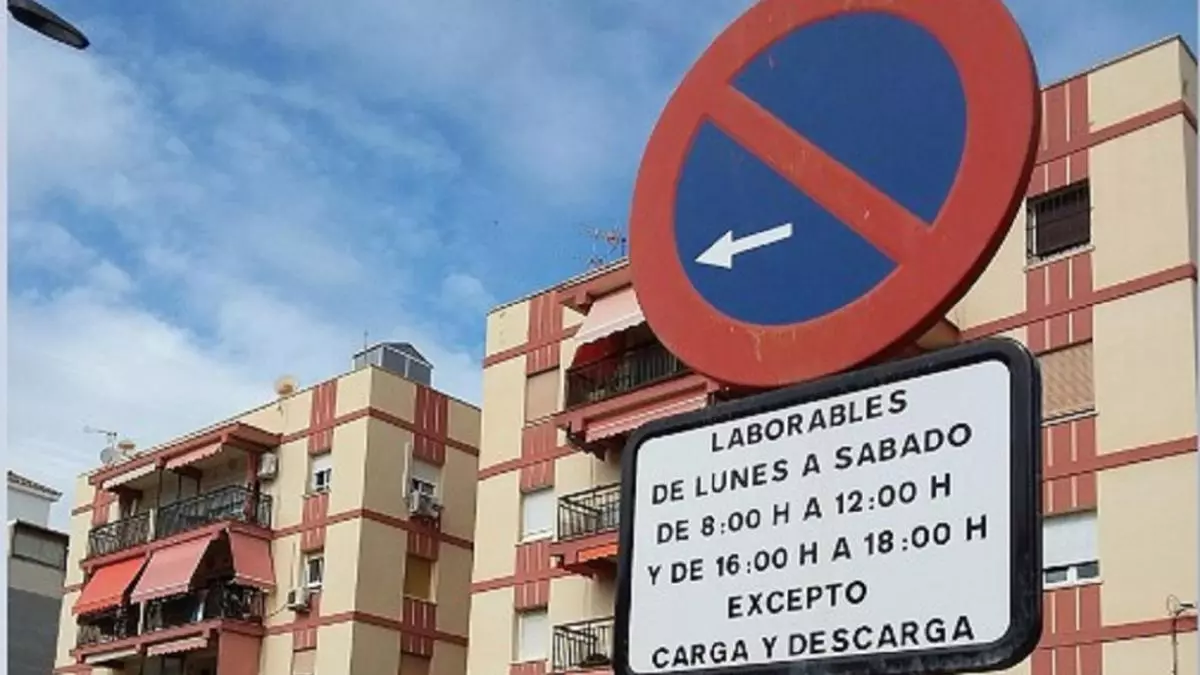 LABORABLES
DE LUNES A SABADO
DE 8:00 H A 12:00 H
Y DE 16:00 H A 18:00 H
EXCEPTO
CARGA Y DESCARGA